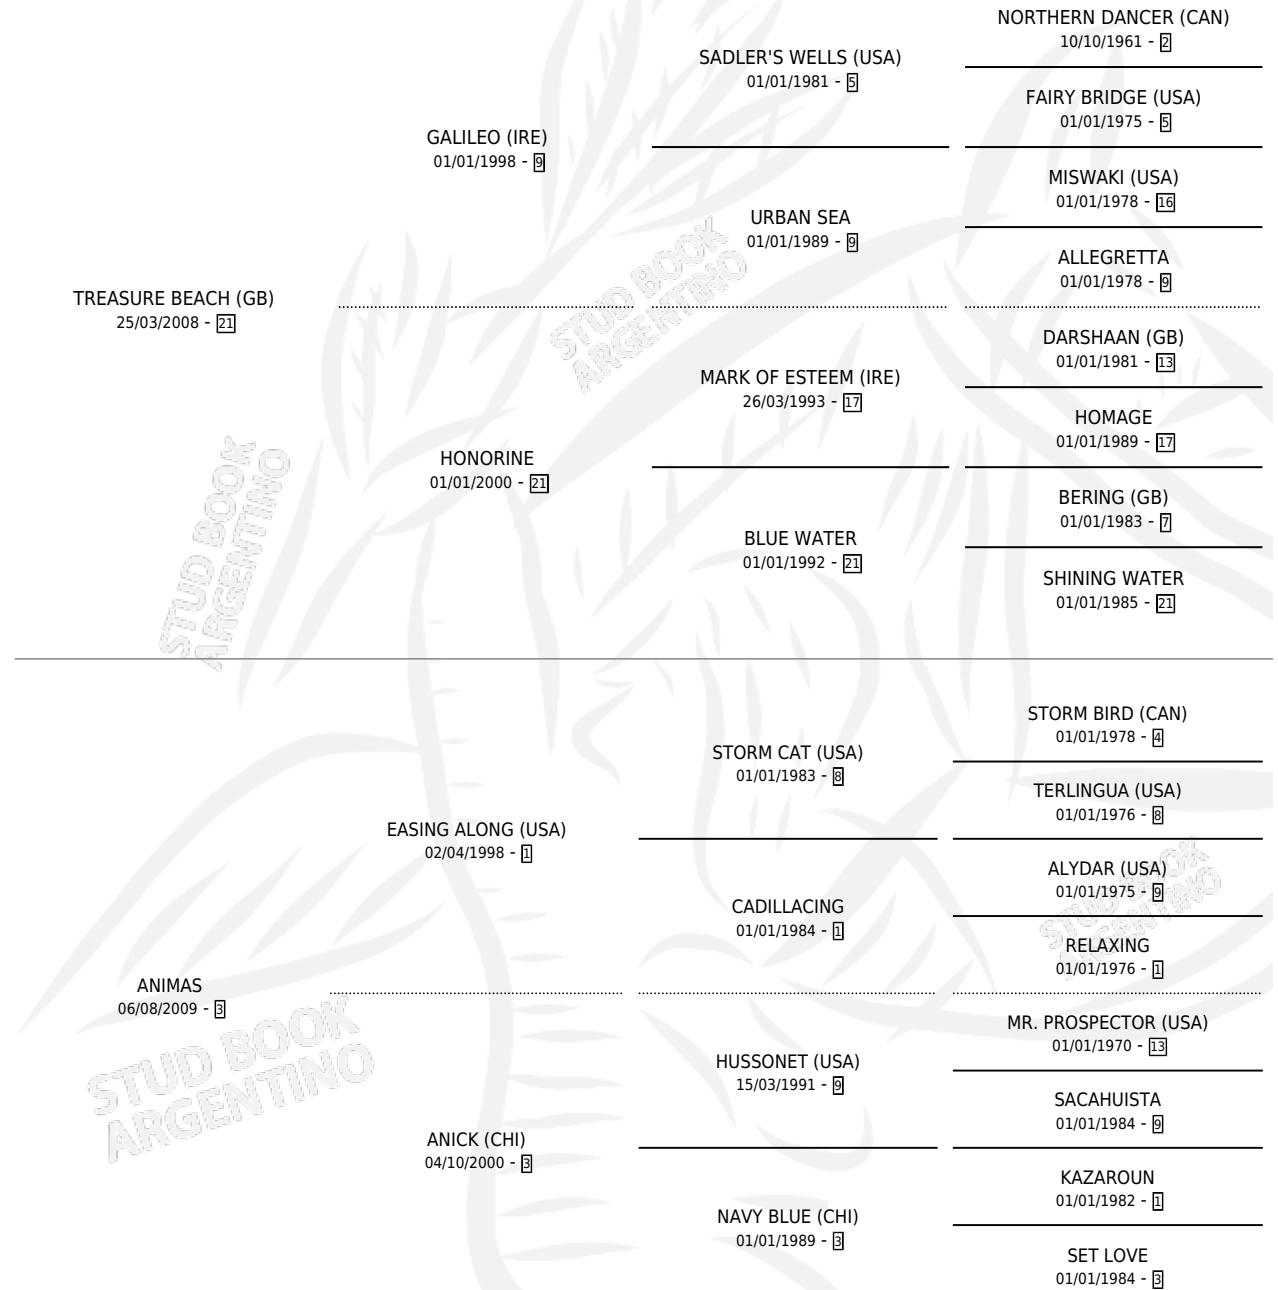 NORTHERN DANCER (CAN)
10/10/1961 - 2
SADLER'S WELLS (USA)
01/01/1981 - 5
FAIRY BRIDGE (USA)
01/01/1975 - 5
GALILEO (IRE)
01/01/1998 - 9
MISWAKI (USA)
01/01/1978 - 16
URBAN SEA
01/01/1989 - 9
ALLEGRETTA
01/01/1978 - 9
TREASURE BEACH (GB)
25/03/2008 - 21
STUD BOOK
ARGENTINO
DARSHAAN (GB)
01/01/1981 - 13
MARK OF ESTEEM (IRE)
26/03/1993 - 17
HOMAGE
01/01/1989 - 17
HONORINE
01/01/2000 - 21
BERING (GB)
01/01/1983 - 7
BLUE WATER
01/01/1992 - 21
SHINING WATER
01/01/1985 - 21
STUD BOOK
ARGENTINO
STORM BIRD (CAN)
01/01/1978 - 4
STORM CAT (USA)
01/01/1983 - 8
TERLINGUA (USA)
01/01/1976 - 8
EASING ALONG (USA)
02/04/1998 - 1
ALYDAR (USA)
01/01/1975 - 9
CADILLACING
01/01/1984 - 1
RELAXING
01/01/1976 - 1
STUD BOOK
ARGENTINO
ANIMAS
06/08/2009 - 3
MR. PROSPECTOR (USA)
01/01/1970 - 13
HUSSONET (USA)
15/03/1991 - 9
SACAHUISTA
01/01/1984 - 9
STUD BOOK
ARGENTINO
ANICK (CHI)
04/10/2000 - 3
KAZAROUN
01/01/1982 - 1
NAVY BLUE (CHI)
01/01/1989 - 3
SET LOVE
01/01/1984 - 3